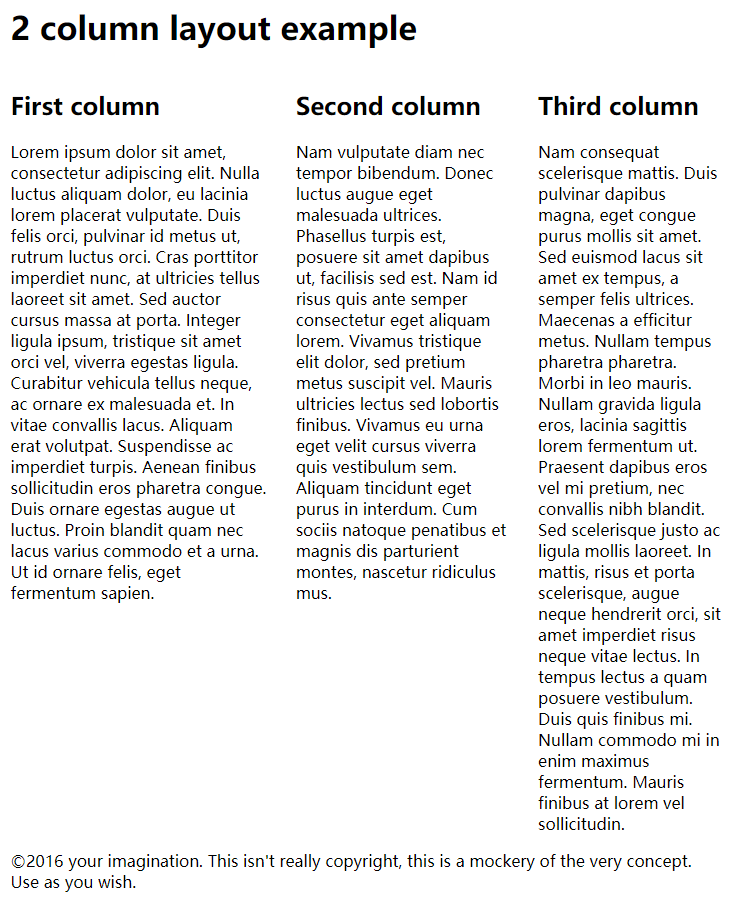 2 column layout example
First column
Lorem ipsum dolor sit amet,
consectetur adipiscing elit. Nulla
luctus aliquam dolor, eu lacinia
lorem placerat vulputate. Duis
felis orci, pulvinar id metus ut,
rutrum luctus orci. Cras porttitor
imperdiet nunc, at ultricies tellus
laoreet sit amet. Sed auctor
cursus massa at porta. Integer
ligula ipsum, tristique sit amet
orci vel, viverra egestas ligula.
Curabitur vehicula tellus neque,
ac ornare ex malesuada et. In
vitae convallis lacus. Aliquam
erat volutpat. Suspendisse ac
imperdiet turpis. Aenean finibus
sollicitudin eros pharetra congue.
Duis ornare egestas augue ut
luctus. Proin blandit quam nec
lacus varius commodo et a urna.
Ut id ornare felis, eget
fermentum sapien.
Second column
Nam vulputate diam nec
tempor bibendum. Donec
luctus augue eget
malesuada ultrices.
Phasellus turpis est,
posuere sit amet dapibus
ut, facilisis sed est. Nam id
risus quis ante semper
consectetur eget aliquam
lorem. Vivamus tristique
elit dolor, sed pretium
metus suscipit vel. Mauris
ultricies lectus sed lobortis
finibus. Vivamus eu urna
eget velit cursus viverra
quis vestibulum sem.
Aliquam tincidunt eget
purus in interdum. Cum
sociis natoque penatibus et
magnis dis parturient
montes, nascetur ridiculus
mus.
Third column
Nam consequat
scelerisque mattis. Duis
pulvinar dapibus
magna, eget congue
purus mollis sit amet.
Sed euismod lacus sit
amet ex tempus, a
semper felis ultrices.
Maecenas a efficitur
metus. Nullam tempus
pharetra pharetra.
Morbi in leo mauris.
Nullam gravida ligula
eros, lacinia sagittis
lorem fermentum ut.
Praesent dapibus eros
vel mi pretium, nec
convallis nibh blandit.
Sed scelerisque justo ac
ligula mollis laoreet. In
mattis, risus et porta
scelerisque, augue
neque hendrerit orci, sit
amet imperdiet risus
neque vitae lectus. In
tempus lectus a quam
posuere vestibulum.
Duis quis finibus mi.
Nullam commodo mi in
enim maximus
fermentum. Mauris
finibus at lorem vel
sollicitudin.
©2016 your imagination. This isn't really copyright, this is a mockery of the very concept.
Use as you wish.